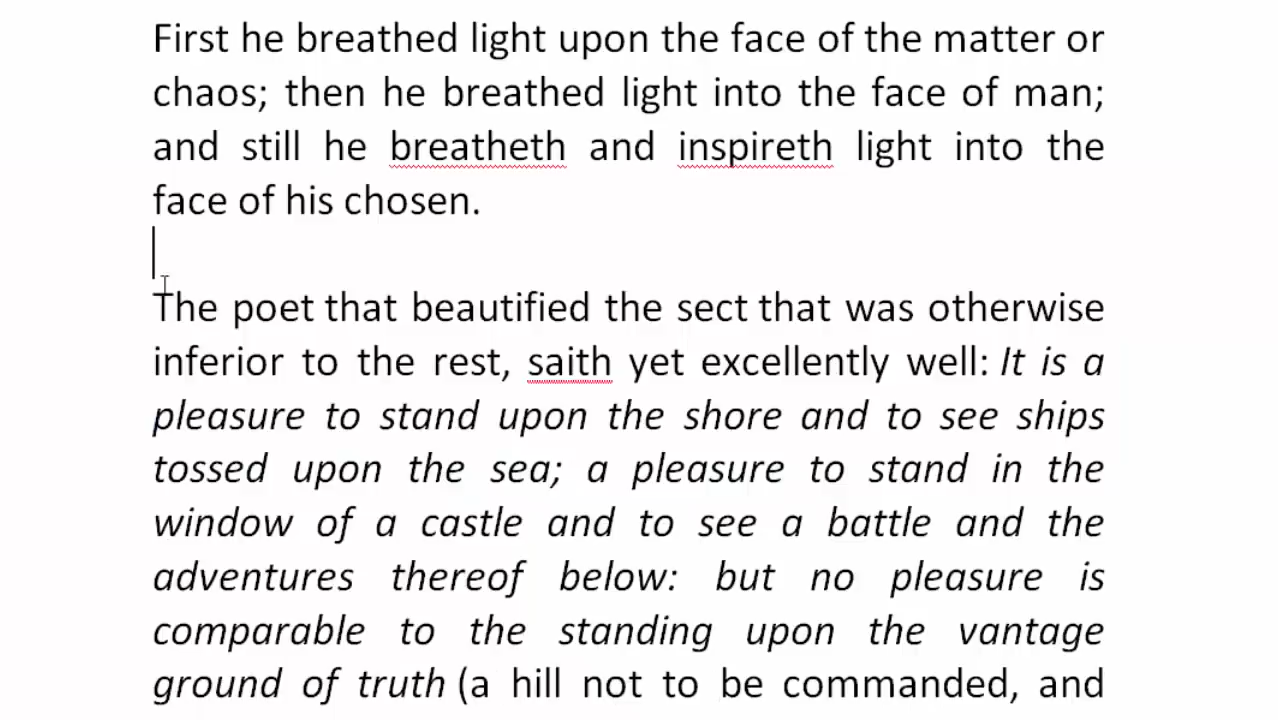 First he breathed light upon the face of the matter or
chaos; then he breathed light into the face of man;
and still he breatheth and inspireth light into the
face of his chosen.
The poet that beautified the sect that was otherwise
inferior to the rest, saith yet excellently well: It is a
pleasure to stand upon the shore and to see ships
tossed upon the sea; a pleasure to stand in the
window of a castle and to see a battle and the
adventures thereof below: but no pleasure is
comparable to the standing upon the vantage
ground of truth (a hill not to be commanded, and